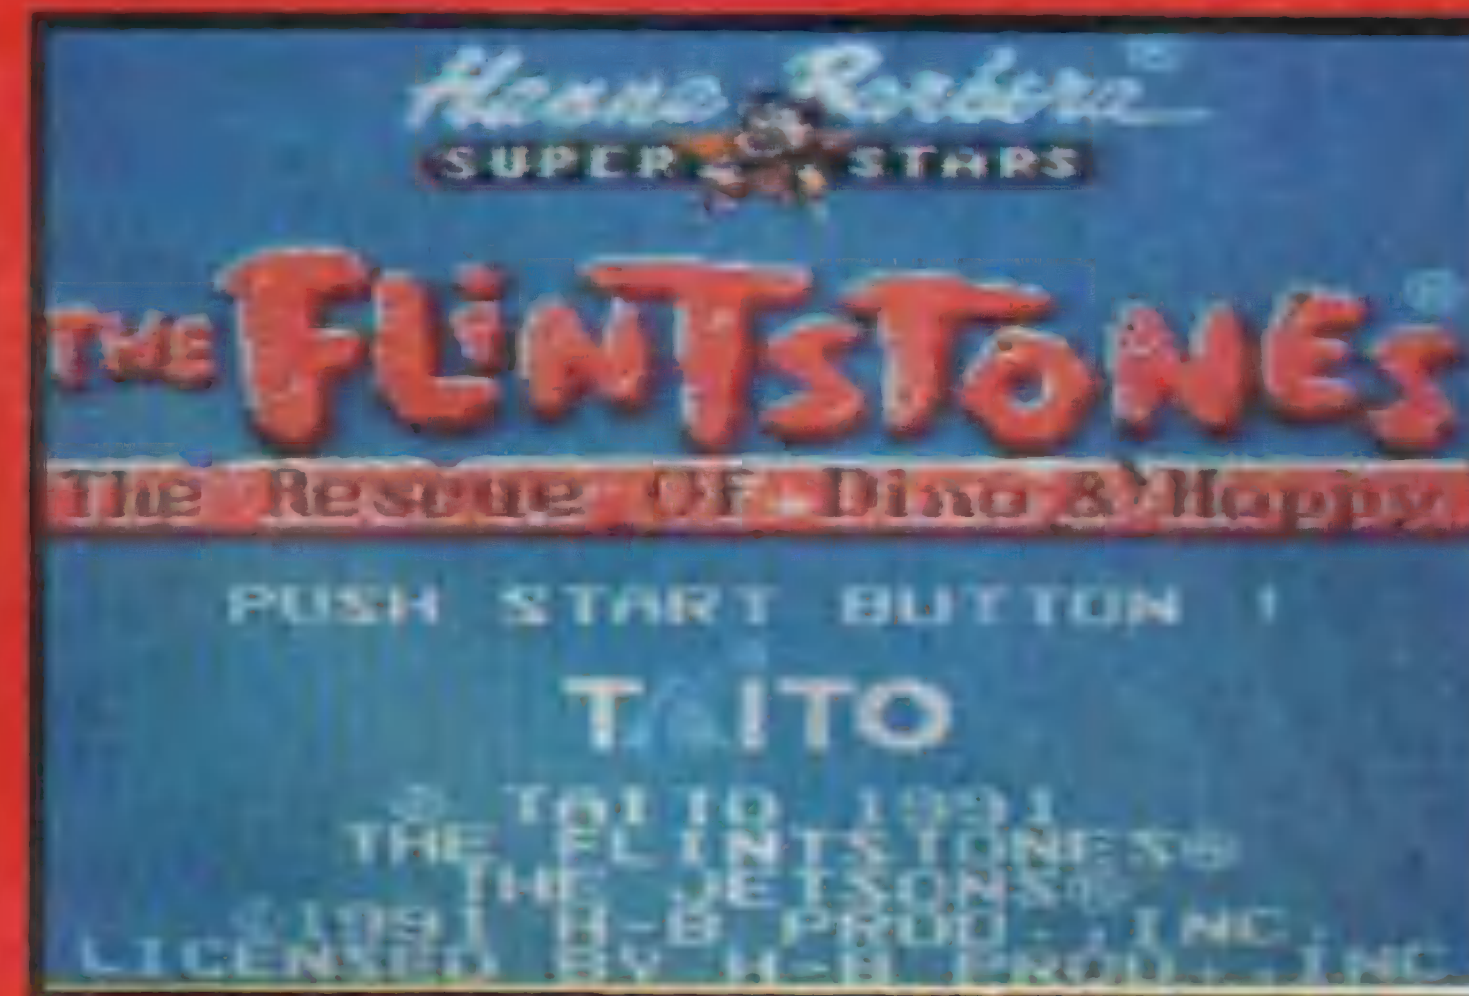 Hanna Barbera ®
SUPER STARS
THE FLINTSTONES ®
The Rescue OF Dino & Hoppy
PUSH START BUTTON !
TAITO
© TAITO 1991
THE FLINTSTONES®
THE JETSONS®
©1991 H-B PROD.,INC.
LICENSED BY H-B PROD.,INC